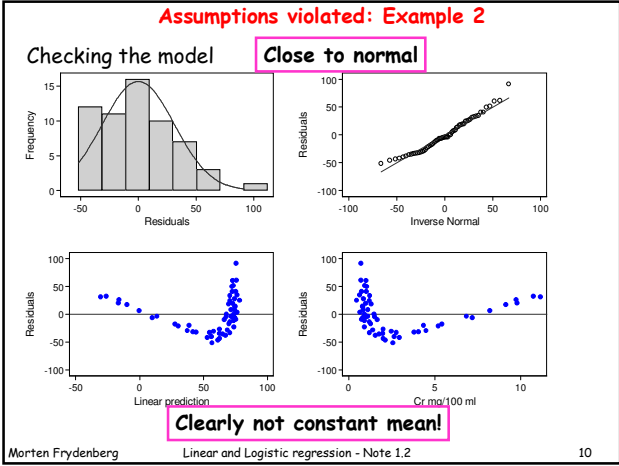 Assumptions violated: Example 2
Checking the model
Close to normal
15
10
5
0
Frequency
-50 0 50 100
Residuals
100
50
0
-50
-100
Residuals
-100 -50 0 50 100
Inverse Normal
100
50
0
-50
-100
Residuals
-50 0 50 100
Linear prediction
100
50
0
-50
-100
Residuals
0 5 10
Cr mg/100 ml
Clearly not constant mean!
Morten Frydenberg Linear and Logistic regression - Note 1.2 10